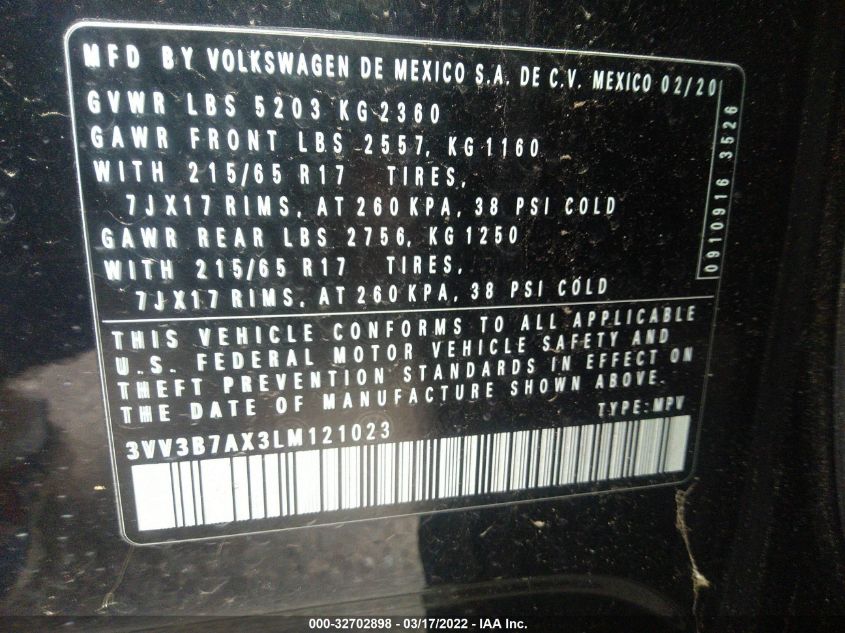 MFD BY VOLKSWAGEN DE MEXICO S.A. DE C.V. MEXICO 02/20
GVWR LBS 5203 KG 2360
GAWR FRONT LBS 2557, KG 1160
WITH 215/65 R17 TIRES,
7JX17 RIMS, AT 260 KPA, 38 PSI COLD
GAWR REAR LBS 2756, KG 1250
WITH 215/65 R17 TIRES,
7JX17 RIMS, AT 260 KPA, 38 PSI COLD
0910916 3526
THIS VEHICLE CONFORMS TO ALL APPLICABLE
U.S. FEDERAL MOTOR VEHICLE SAFETY AND
THEFT PREVENTION STANDARDS IN EFFECT ON
THE DATE OF MANUFACTURE SHOWN ABOVE.
TYPE: MPV
3VV3B7AX3LM121023
000-32702898 - 03/17/2022 - IAA Inc.